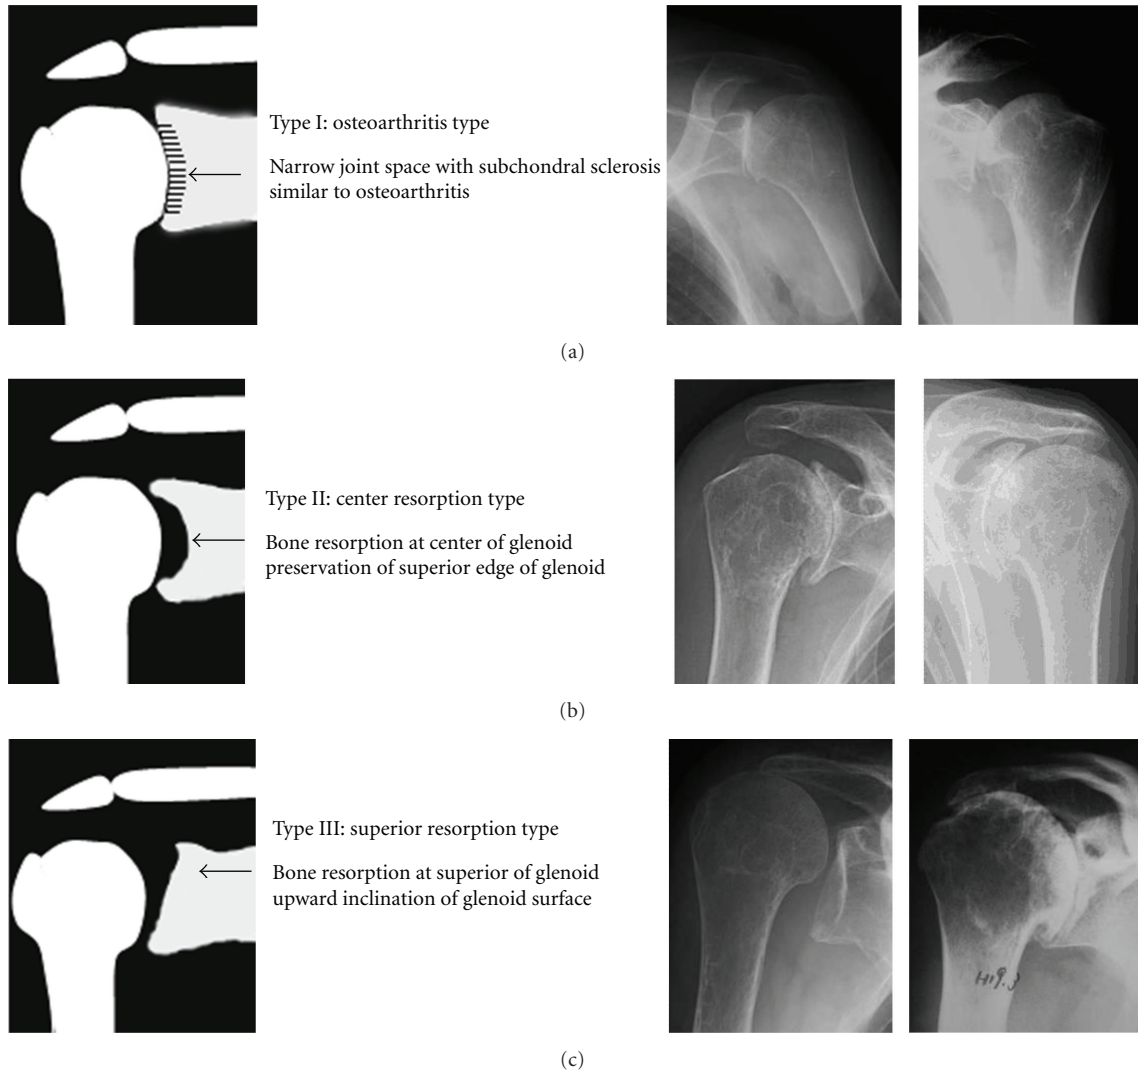 Type I: osteoarthritis type
Narrow joint space with subchondral sclerosis
similar to osteoarthritis
(a)
Type II: center resorption type
Bone resorption at center of glenoid
preservation of superior edge of glenoid
(b)
Type III: superior resorption type
Bone resorption at superior of glenoid
upward inclination of glenoid surface
H19.3
(c)